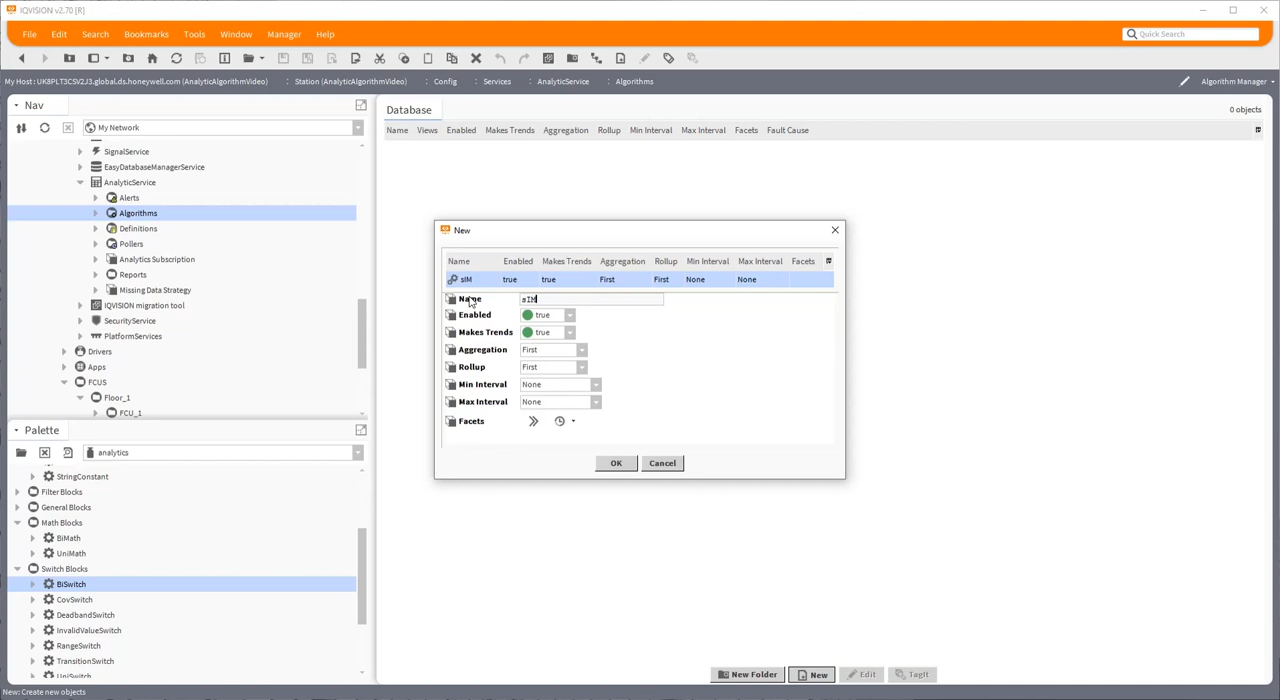 IQVISION v2.70 [R]
File Edit Search Bookmarks Tools Window Manager Help Quick Search
My Host : UK8PLT3CSV2J3.global.ds.honeywell.com (AnalyticAlgorithmVideo) : Station (AnalyticAlgorithmVideo) : Config : Services : AnalyticService : Algorithms Algorithm Manager
Nav
My Network
SignalService
EasyDatabaseManagerService
AnalyticService
Alerts
Algorithms
Definitions
Pollers
Analytics Subscription
Reports
Missing Data Strategy
IQVISION migration tool
SecurityService
PlatformServices
Drivers
Apps
FCUS
Floor_1
FCU_1
Palette
analytics
StringConstant
Filter Blocks
General Blocks
Math Blocks
BiMath
UniMath
Switch Blocks
BiSwitch
CovSwitch
DeadbandSwitch
InvalidValueSwitch
RangeSwitch
TransitionSwitch
UniSwitch
Database 0 objects
Name Views Enabled Makes Trends Aggregation Rollup Min Interval Max Interval Facets Fault Cause
New
Name Enabled Makes Trends Aggregation Rollup Min Interval Max Interval Facets
sIM true true First First None None
Name sIM
Enabled true
Makes Trends true
Aggregation First
Rollup First
Min Interval None
Max Interval None
Facets
OK Cancel
New Folder New Edit TagIt
New: Create new objects